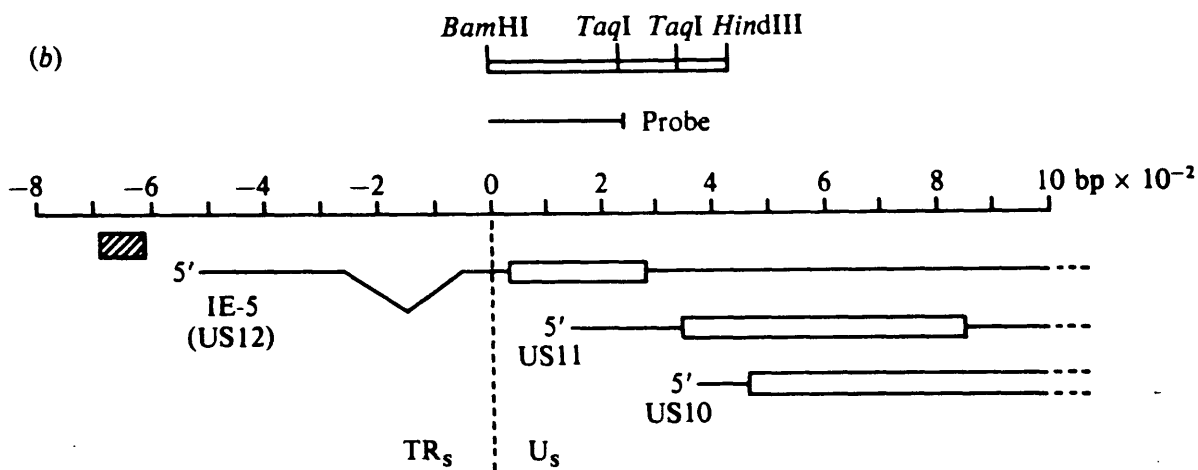 (b)
BamHI TaqI TaqI HindIII
Probe
−8 −6 −4 −2 0 2 4 6 8 10 bp × 10⁻²
5′
IE-5
(US12)
5′
US11
5′
US10
TRₛ Uₛ